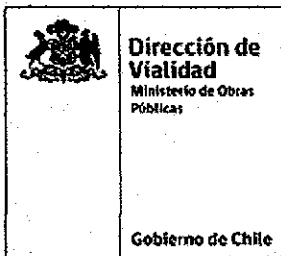 Dirección de
Vialidad
Ministerio de Obras
Públicas
Gobierno de Chile